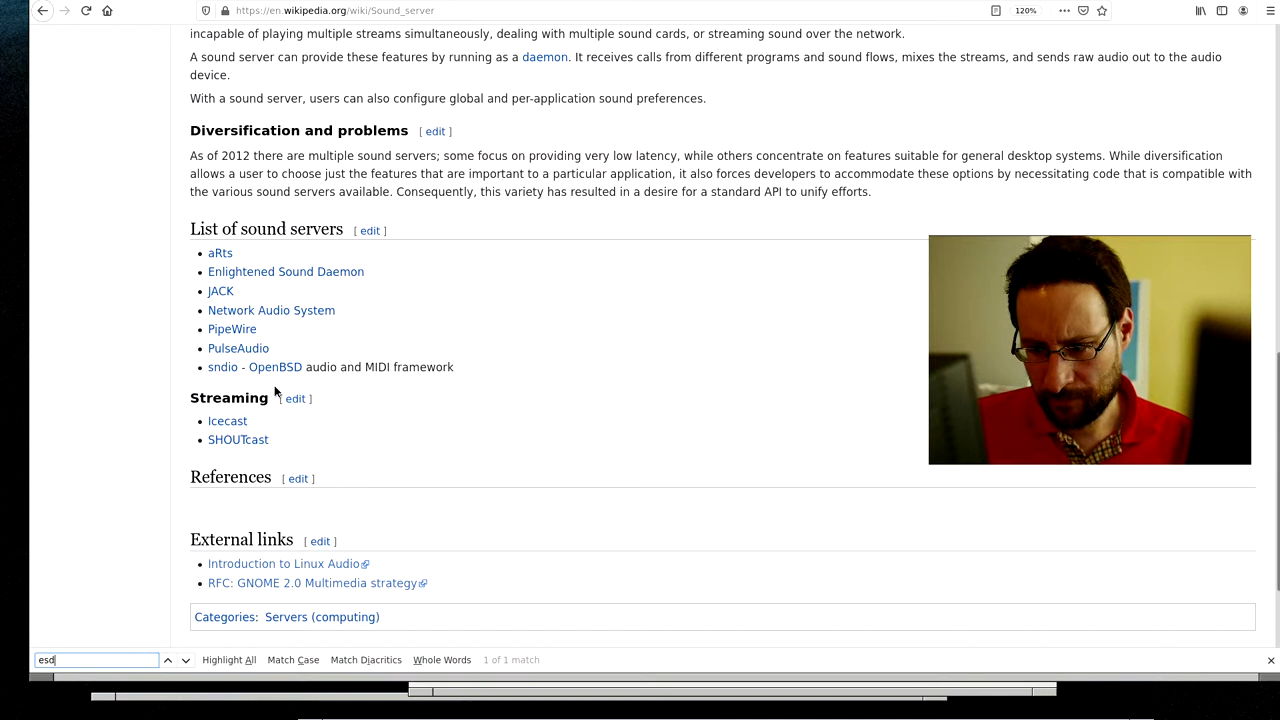 https://en.wikipedia.org/wiki/Sound_server
120%
incapable of playing multiple streams simultaneously, dealing with multiple sound cards, or streaming sound over the network.
A sound server can provide these features by running as a daemon. It receives calls from different programs and sound flows, mixes the streams, and sends raw audio out to the audio
device.
With a sound server, users can also configure global and per-application sound preferences.
Diversification and problems [ edit ]
As of 2012 there are multiple sound servers; some focus on providing very low latency, while others concentrate on features suitable for general desktop systems. While diversification
allows a user to choose just the features that are important to a particular application, it also forces developers to accommodate these options by necessitating code that is compatible with
the various sound servers available. Consequently, this variety has resulted in a desire for a standard API to unify efforts.
List of sound servers [ edit ]
• aRts
• Enlightened Sound Daemon
• JACK
• Network Audio System
• PipeWire
• PulseAudio
• sndio - OpenBSD audio and MIDI framework
Streaming [ edit ]
• Icecast
• SHOUTcast
References [ edit ]
External links [ edit ]
• Introduction to Linux Audio
• RFC: GNOME 2.0 Multimedia strategy
Categories: Servers (computing)
esd Highlight All Match Case Match Diacritics Whole Words 1 of 1 match